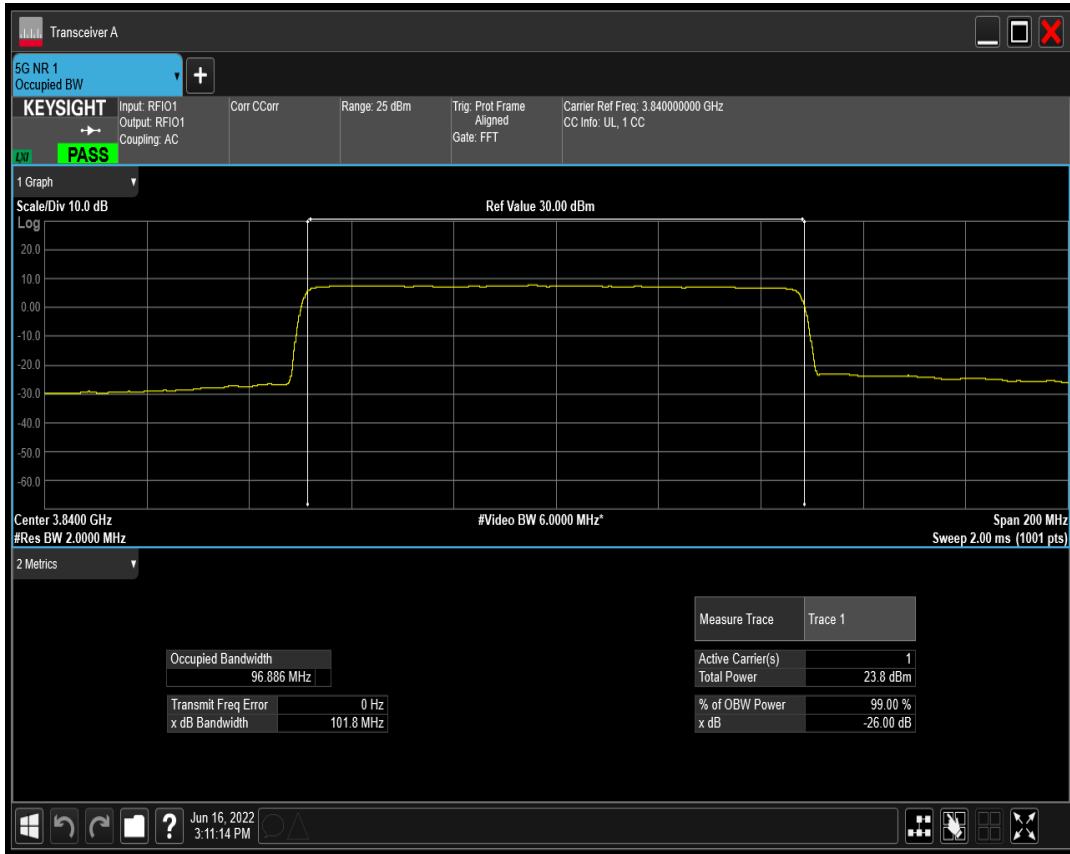 Transceiver A
5G NR 1
Occupied BW
KEYSIGHT
LXI
PASS
Input: RFIO1
Output: RFIO1
Coupling: AC
Corr CCorr
Range: 25 dBm
Trig: Prot Frame
Aligned
Gate: FFT
Carrier Ref Freq: 3.840000000 GHz
CC Info: UL, 1 CC
1 Graph
Scale/Div 10.0 dB
Ref Value 30.00 dBm
Log
20.0
10.0
0.00
-10.0
-20.0
-30.0
-40.0
-50.0
-60.0
Center 3.8400 GHz
#Video BW 6.0000 MHz*
Span 200 MHz
#Res BW 2.0000 MHz
Sweep 2.00 ms (1001 pts)
2 Metrics
Measure Trace Trace 1
Occupied Bandwidth
96.886 MHz
Transmit Freq Error 0 Hz
x dB Bandwidth 101.8 MHz
Active Carrier(s) 1
Total Power 23.8 dBm
% of OBW Power 99.00 %
x dB -26.00 dB
?
Jun 16, 2022
3:11:14 PM